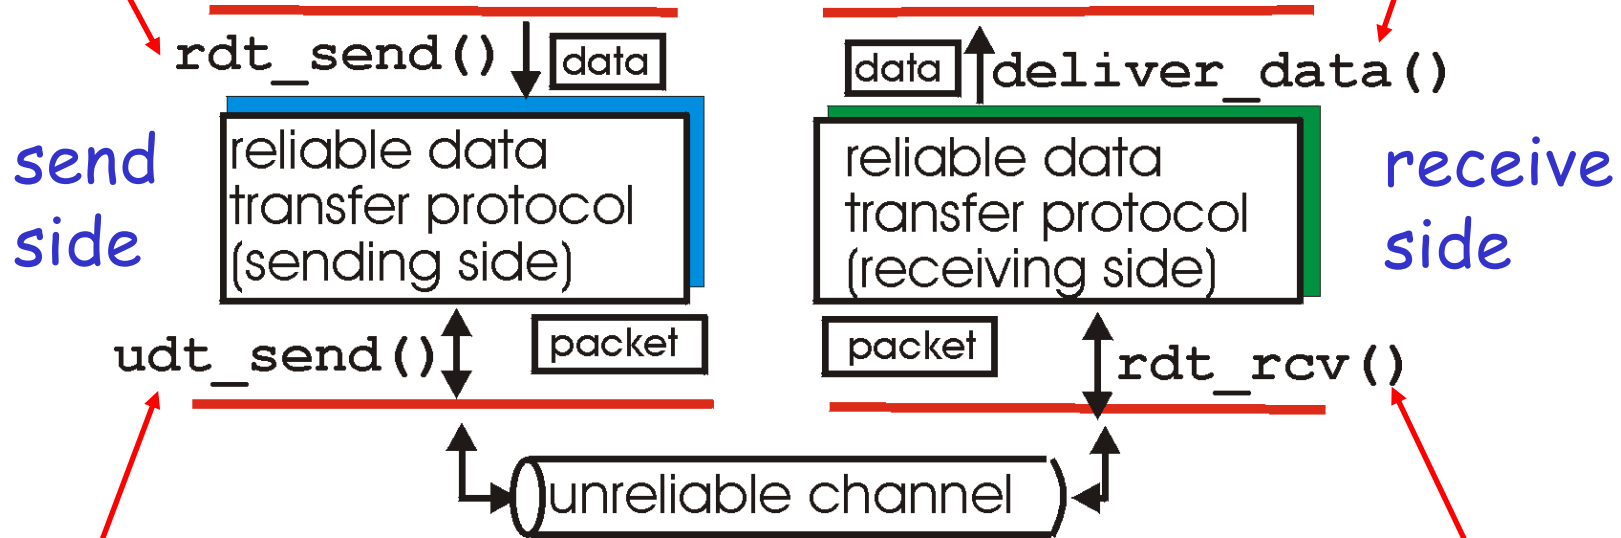 rdt_send()
data
data
deliver_data()
send
side
reliable data
transfer protocol
(sending side)
reliable data
transfer protocol
(receiving side)
receive
side
udt_send()
packet
packet
rdt_rcv()
unreliable channel